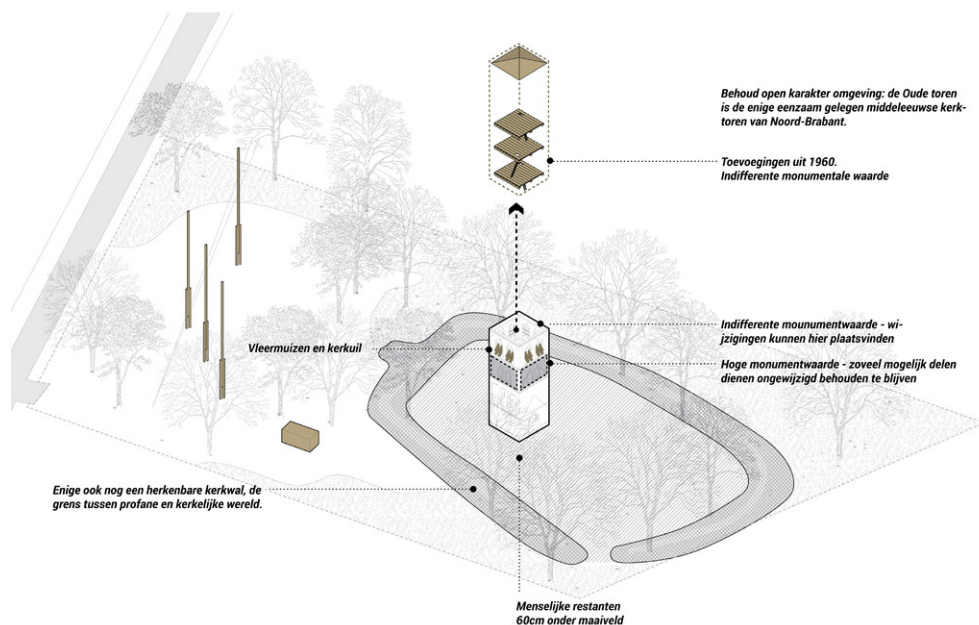 Behoud open karakter omgeving: de Oude toren
is de enige eenzaam gelegen middeleeuwse kerk-
toren van Noord-Brabant.
Toevoegingen uit 1960.
Indifferente monumentale waarde
Indifferente mounumentwaarde - wi-
jzigingen kunnen hier plaatsvinden
Vleermuizen en kerkuil
Hoge monumentwaarde - zoveel mogelijk delen
dienen ongewijzigd behouden te blijven
Enige ook nog een herkenbare kerkwal, de
grens tussen profane en kerkelijke wereld.
Menselijke restanten
60cm onder maaiveld